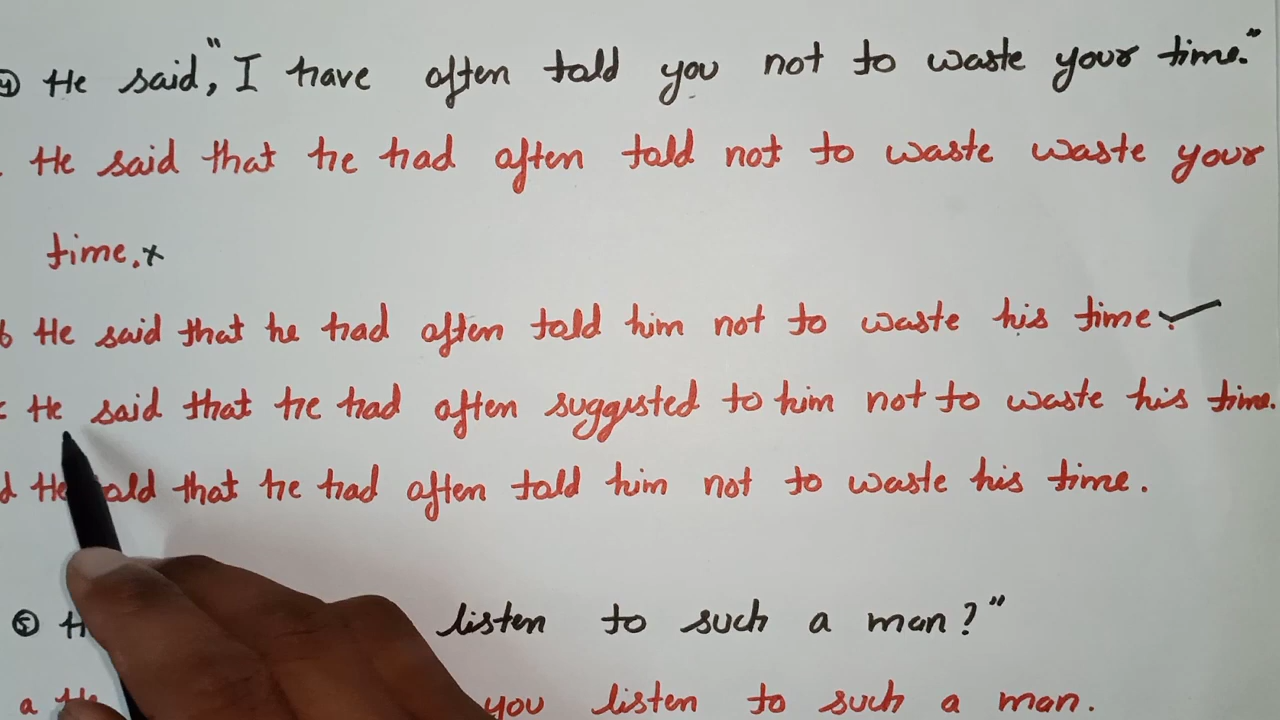 ④ He said, "I have often told you not to waste your time."
He said that he had often told not to waste waste your
time. x
b He said that he had often told him not to waste his time. ✓
c He said that he had often suggested to him not to waste his time.
d He told that he had often told him not to waste his time.
⑤ listen to such a man?"
a He you listen to such a man.